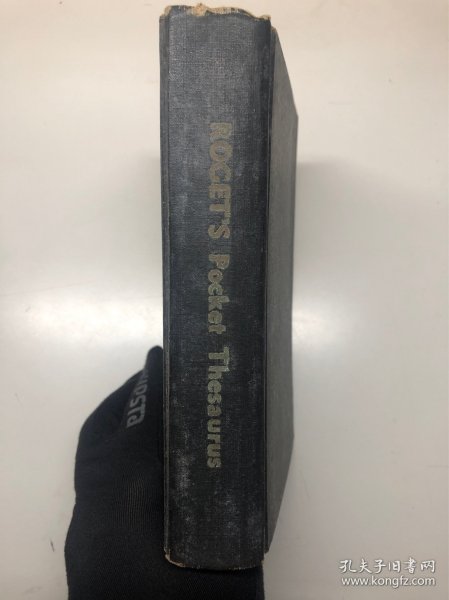 ROGET'S Pocket Thesaurus
孔夫子旧书网
www.kongfz.com